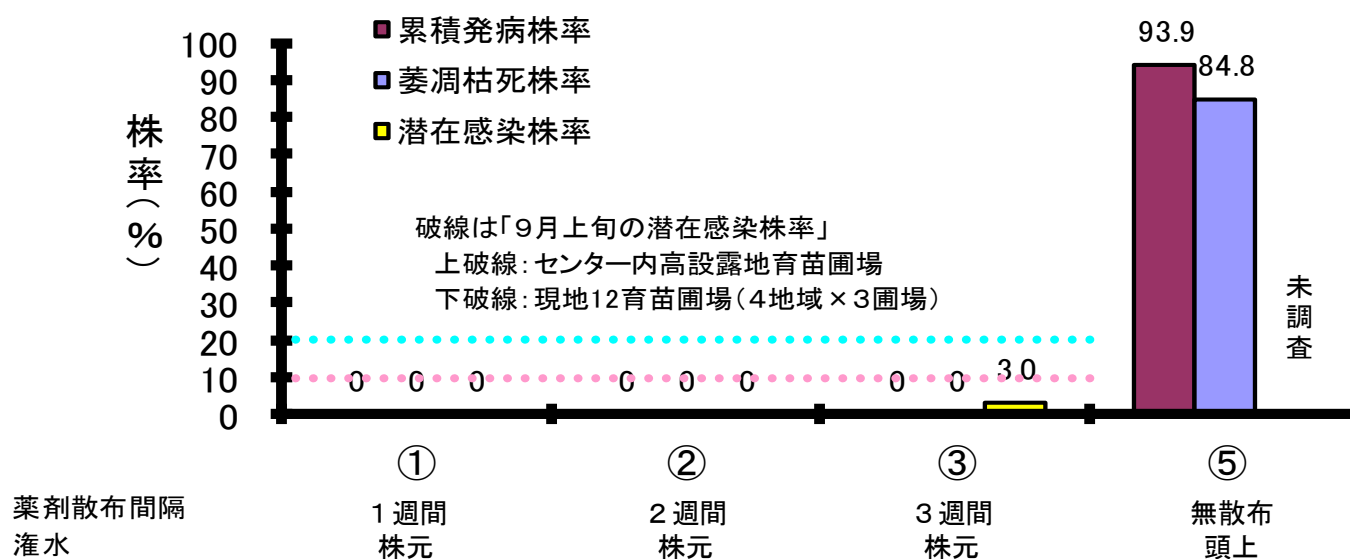 累積発病株率
萎凋枯死株率
潜在感染株率
株率(%)
100
90
80
70
60
50
40
30
20
10
0
破線は「９月上旬の潜在感染株率」
上破線：センター内高設露地育苗圃場
下破線：現地12育苗圃場（４地域×３圃場）
0 0 0
0 0 0
0 0 3.0
93.9
84.8
未調査
① ② ③ ⑤
薬剤散布間隔 １週間 ２週間 ３週間 無散布
潅水 株元 株元 株元 頭上